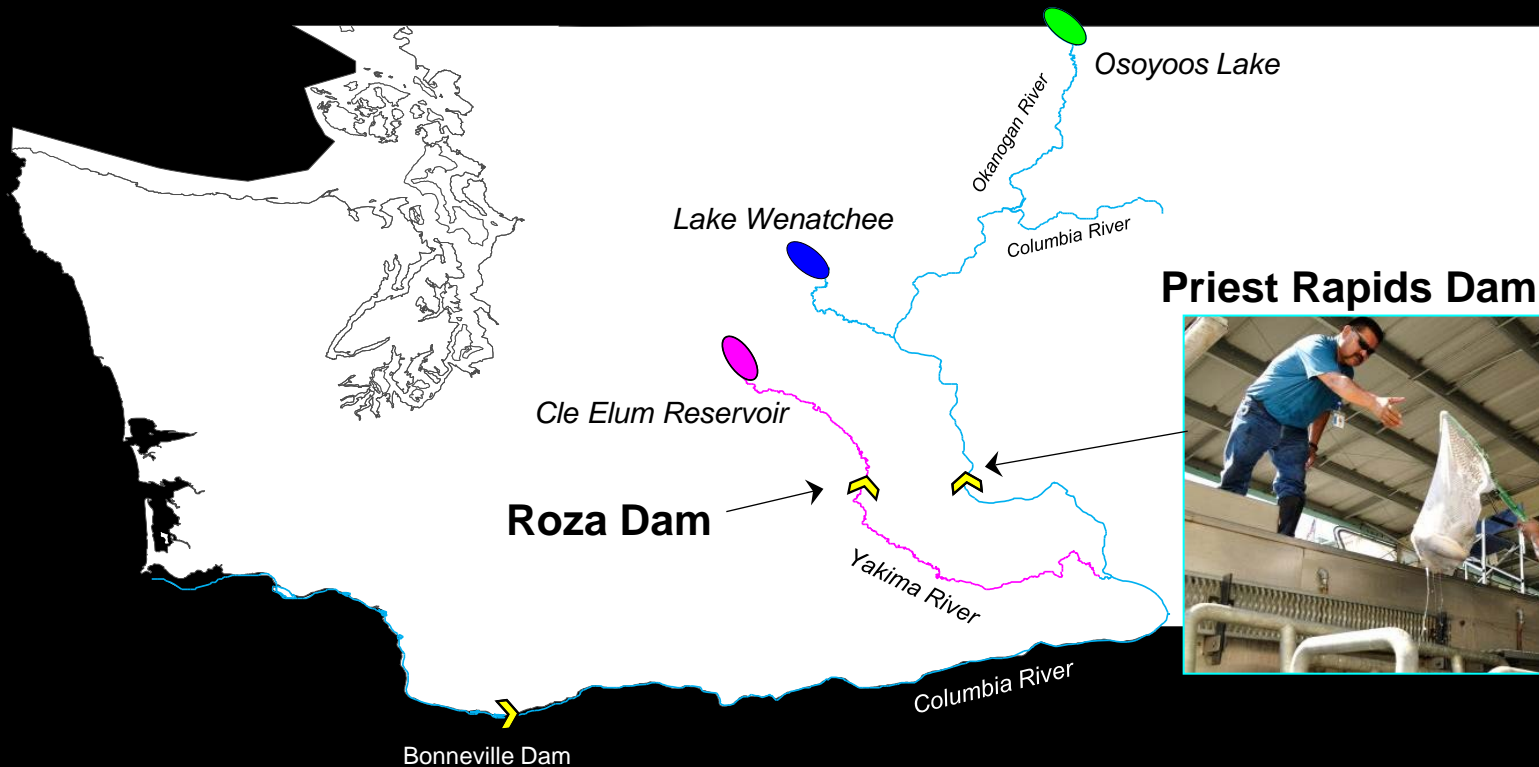 Osoyoos Lake
Okanogan River
Lake Wenatchee
Columbia River
Priest Rapids Dam
Cle Elum Reservoir
Roza Dam
Yakima River
Columbia River
Bonneville Dam